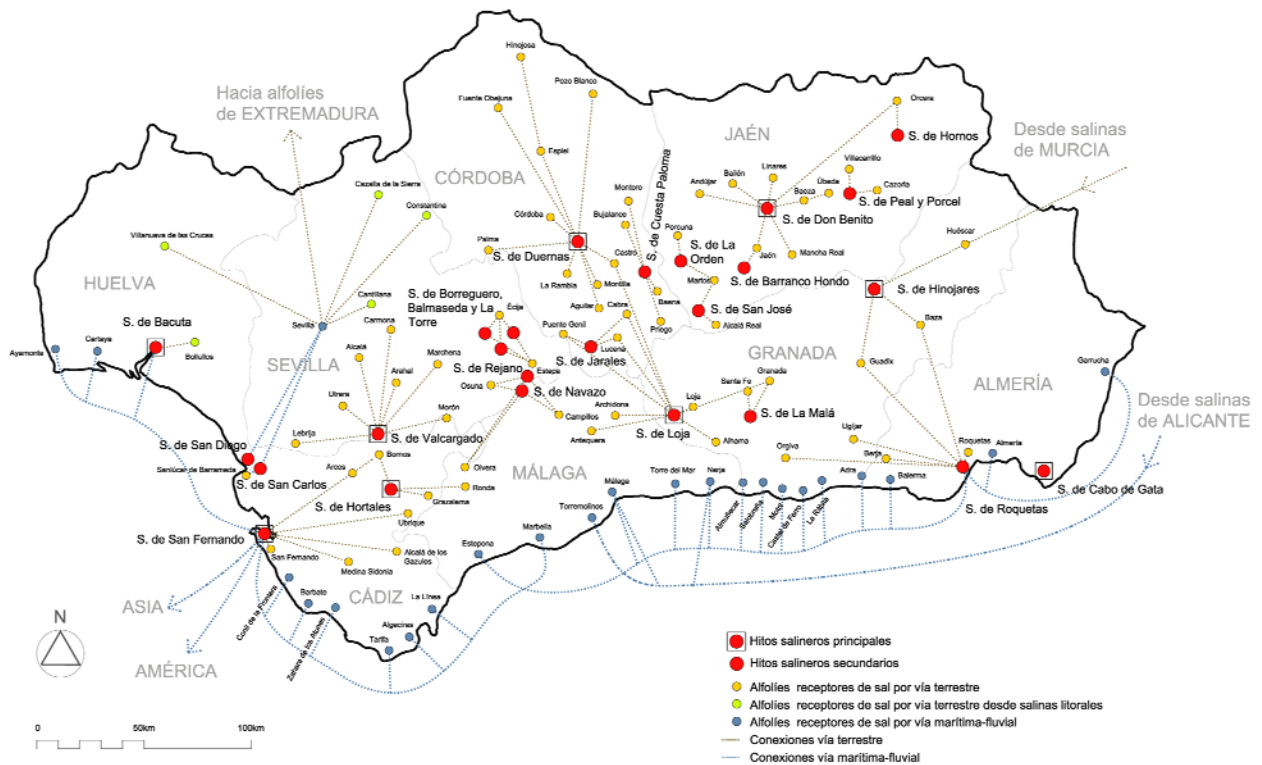 Hinojosa
Pozo Blanco
Hacia alfolíes
de EXTREMADURA
Fuente Obejuna
Orcera
JAÉN
S. de Hornos
Desde salinas
de MURCIA
Espiel
CÓRDOBA
Cazalla de la Sierra
Constantina
Montoro
S. de Cuesta Paloma
Linares
Bailén
Andújar
Villacarrillo
Baeza
Úbeda
Cazorla
S. de Peal y Porcel
S. de Don Benito
Villanueva de las Cruces
Córdoba
Bujalance
Palma
S. de Duernas
Castro
Porcuna
S. de La
Orden
Jaén
Mancha Real
Huéscar
HUELVA
La Rambla
Montilla
Martos
S. de Barranco Hondo
S. de Hinojares
Cantillana
S. de Borreguero,
Balmaseda y La
Torre
Écija
Aguilar
Cabra
Baena
S. de San José
S. de Bacuta
Sevilla
Carmona
Puente Genil
Priego
Alcalá Real
Baza
Ayamonte
Cartaya
Bollullos
SEVILLA
Alcalá
Marchena
Lucena
S. de Jarales
GRANADA
Guadix
Garrucha
S. de Rejano
Estepa
Arehal
Osuna
S. de Navazo
Santa Fe
Granada
ALMERÍA
Utrera
Morón
Campillos
Archidona
Loja
S. de La Malá
Desde salinas
de ALICANTE
Lebrija
S. de Valcargado
Antequera
S. de Loja
Alhama
Ugijar
S. de San Diego
Bornos
Orgiva
Berja
Roquetas
Almería
Sanlúcar de Barrameda
S. de San Carlos
Arcos
Olvera
MÁLAGA
Torre del Mar
Nerja
Adra
Balerma
S. de Cabo de Gata
S. de Hortales
Ronda
Grazalema
Málaga
Almuñecar
Salobreña
Motril
Castel de Ferro
La Rábita
S. de Roquetas
Ubrique
Torremolinos
S. de San Fernando
Marbella
San Fernando
Alcalá de los
Gazulos
Medina Sidonia
Estepona
ASIA
Conil de la Frontera
Barbate
CÁDIZ
La Línea
Zahara de los Atunes
Algeciras
Tarifa
N
AMÉRICA
Hitos salineros principales
Hitos salineros secundarios
Alfolíes receptores de sal por vía terrestre
Alfolíes receptores de sal por vía terrestre desde salinas litorales
Alfolíes receptores de sal por vía marítima-fluvial
Conexiones vía terrestre
Conexiones vía marítima-fluvial
0
50km
100km